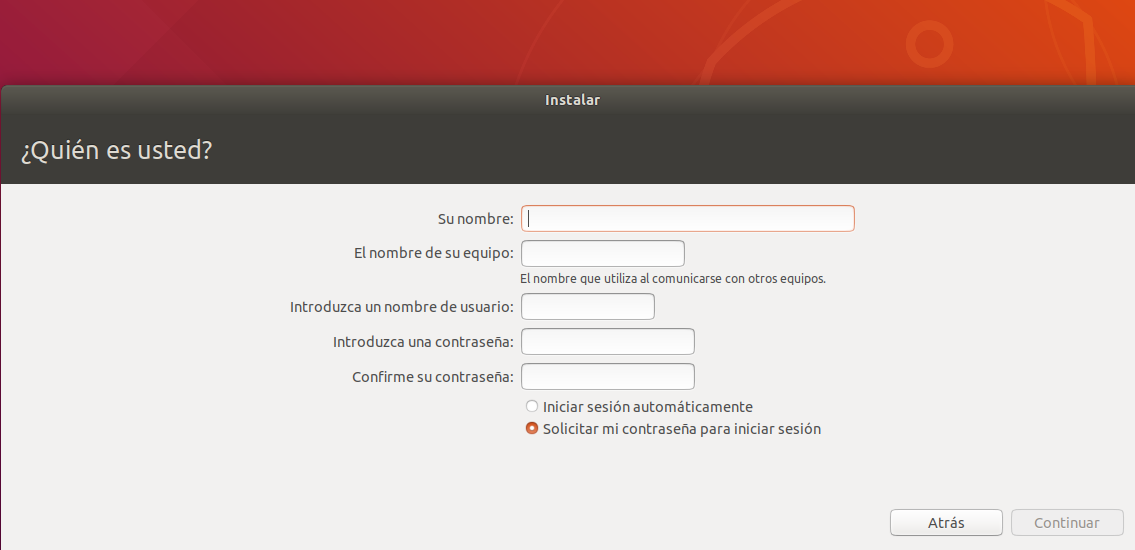 Instalar
¿Quién es usted?
Su nombre:
El nombre de su equipo:
El nombre que utiliza al comunicarse con otros equipos.
Introduzca un nombre de usuario:
Introduzca una contraseña:
Confirme su contraseña:
Iniciar sesión automáticamente
Solicitar mi contraseña para iniciar sesión
Atrás Continuar